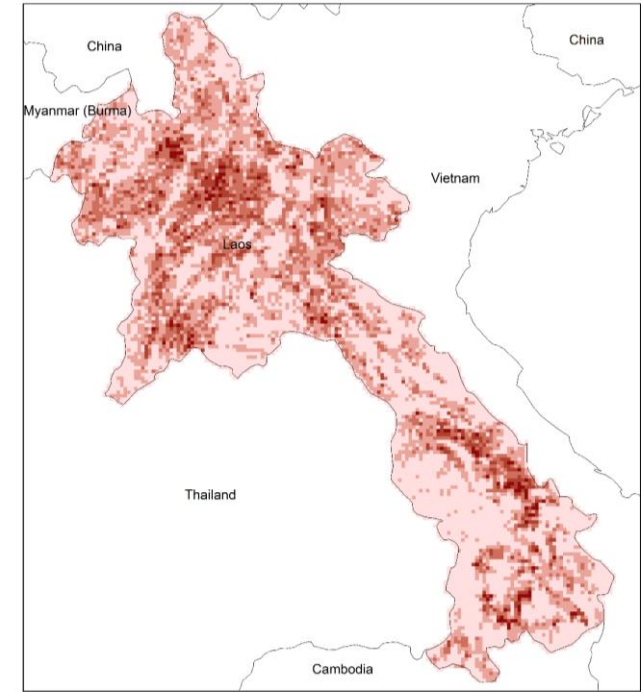 China
China
Myanmar (Burma)
Vietnam
Laos
Thailand
Cambodia